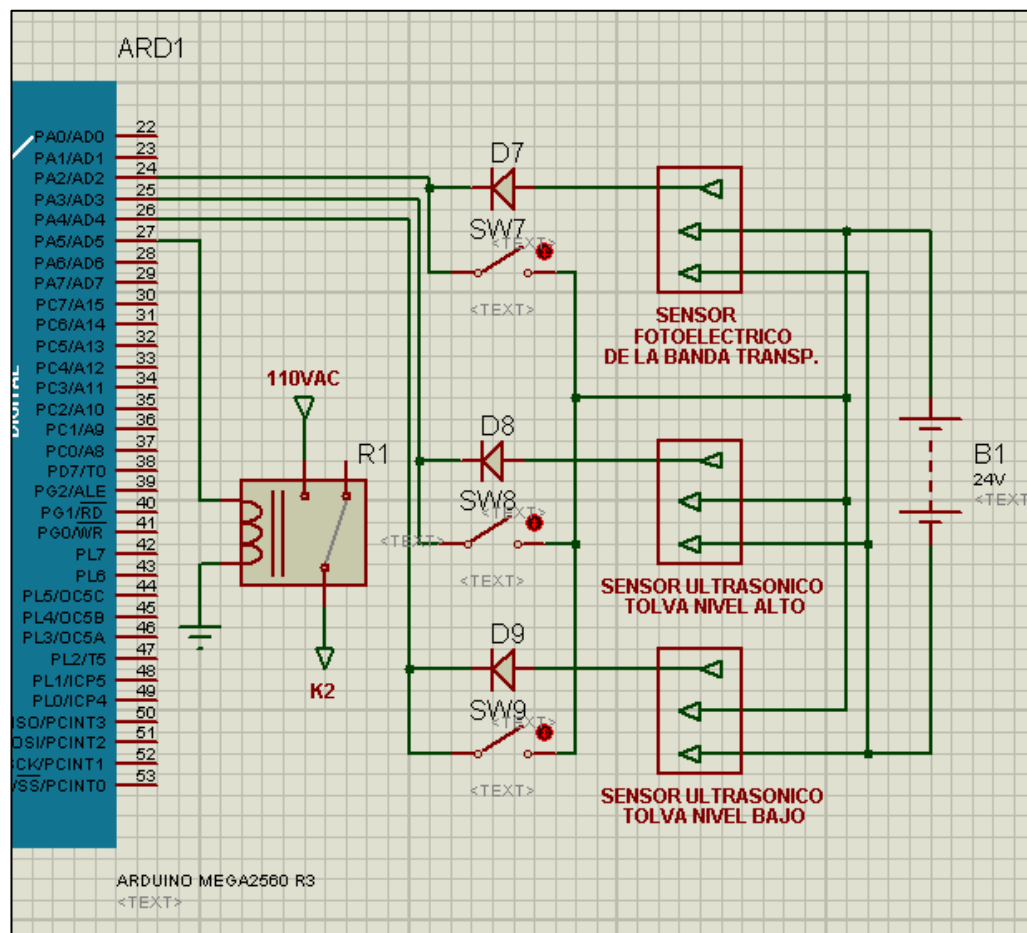 ARD1
22
PA0/AD0
23
PA1/AD1
24
PA2/AD2
25
PA3/AD3
26
PA4/AD4
27
PA5/AD5
28
PA6/AD6
29
PA7/AD7
30
PC7/A15
31
PC6/A14
32
PC5/A13
33
PC4/A12
34
PC3/A11
35
PC2/A10
36
PC1/A9
37
PC0/A8
38
PD7/T0
39
PG2/ALE
40
PG1/RD
41
PG0/WR
42
PL7
43
PL6
44
PL5/OC5C
45
PL4/OC5B
46
PL3/OC5A
47
PL2/T5
48
PL1/ICP5
49
PL0/ICP4
50
ISO/PCINT3
51
OSI/PCINT2
52
CK/PCINT1
53
/SS/PCINT0
DIGITAL
D7
SW7
<TEXT>
<TEXT>
SENSOR
FOTOELECTRICO
DE LA BANDA TRANSP.
110VAC
R1
<TEXT>
K2
D8
SW8
<TEXT>
<TEXT>
SENSOR ULTRASONICO
TOLVA NIVEL ALTO
B1
24V
<TEXT>
D9
SW9
<TEXT>
<TEXT>
SENSOR ULTRASONICO
TOLVA NIVEL BAJO
ARDUINO MEGA2560 R3
<TEXT>